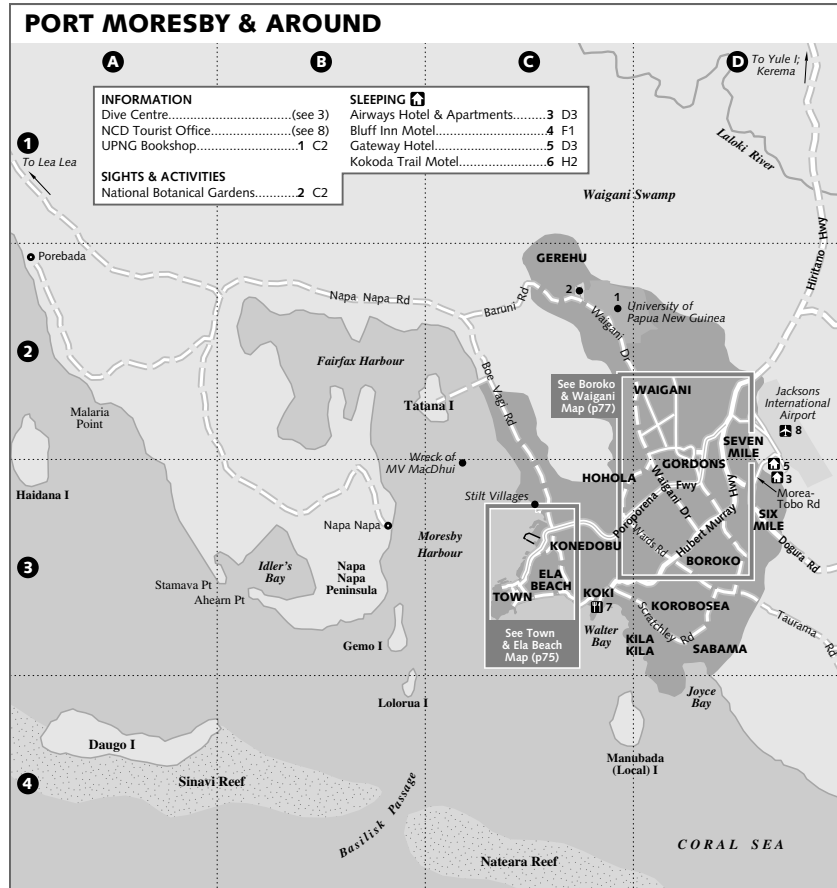 PORT MORESBY & AROUND
A
B
C
D
To Yule I;
Kerema
INFORMATION
Dive Centre..............................(see 3)
NCD Tourist Office....................(see 8)
UPNG Bookshop.......................1 C2
SIGHTS & ACTIVITIES
National Botanical Gardens............2 C2
SLEEPING
Airways Hotel & Apartments.........3 D3
Bluff Inn Motel............................4 F1
Gateway Hotel............................5 D3
Kokoda Trail Motel......................6 H2
1
To Lea Lea
Laloki River
Waigani Swamp
Hiritano Hwy
Porebada
GEREHU
Napa Napa Rd
Baruni Rd
2
1
University of
Papua New Guinea
Waigani Dr
2
Fairfax Harbour
Boe Vagi Rd
See Boroko
& Waigani
Map (p77)
WAIGANI
Tatana I
Jacksons
International
Airport
8
Malaria
Point
SEVEN
MILE
Wreck of
MV MacDhui
GORDONS
5
3
HOHOLA
Haidana I
Waigani Dr
Fwy
Hwy
Morea-
Tobo Rd
Stilt Villages
Poroporena
SIX
MILE
Napa Napa
Moresby
Harbour
Wards Rd
Hubert Murray
Dogura Rd
KONEDOBU
3
Idler's
Bay
Napa
Napa
Peninsula
BOROKO
Stamava Pt
Ahearn Pt
ELA
BEACH
TOWN
KOKI
7
KOROBOSEA
Scratchley Rd
Taurama Rd
See Town
& Ela Beach
Map (p75)
Walter
Bay
KILA
KILA
SABAMA
Gemo I
Lolorua I
Joyce
Bay
Daugo I
Manubada
(Local) I
4
Sinavi Reef
Basilisk Passage
CORAL SEA
Nateara Reef